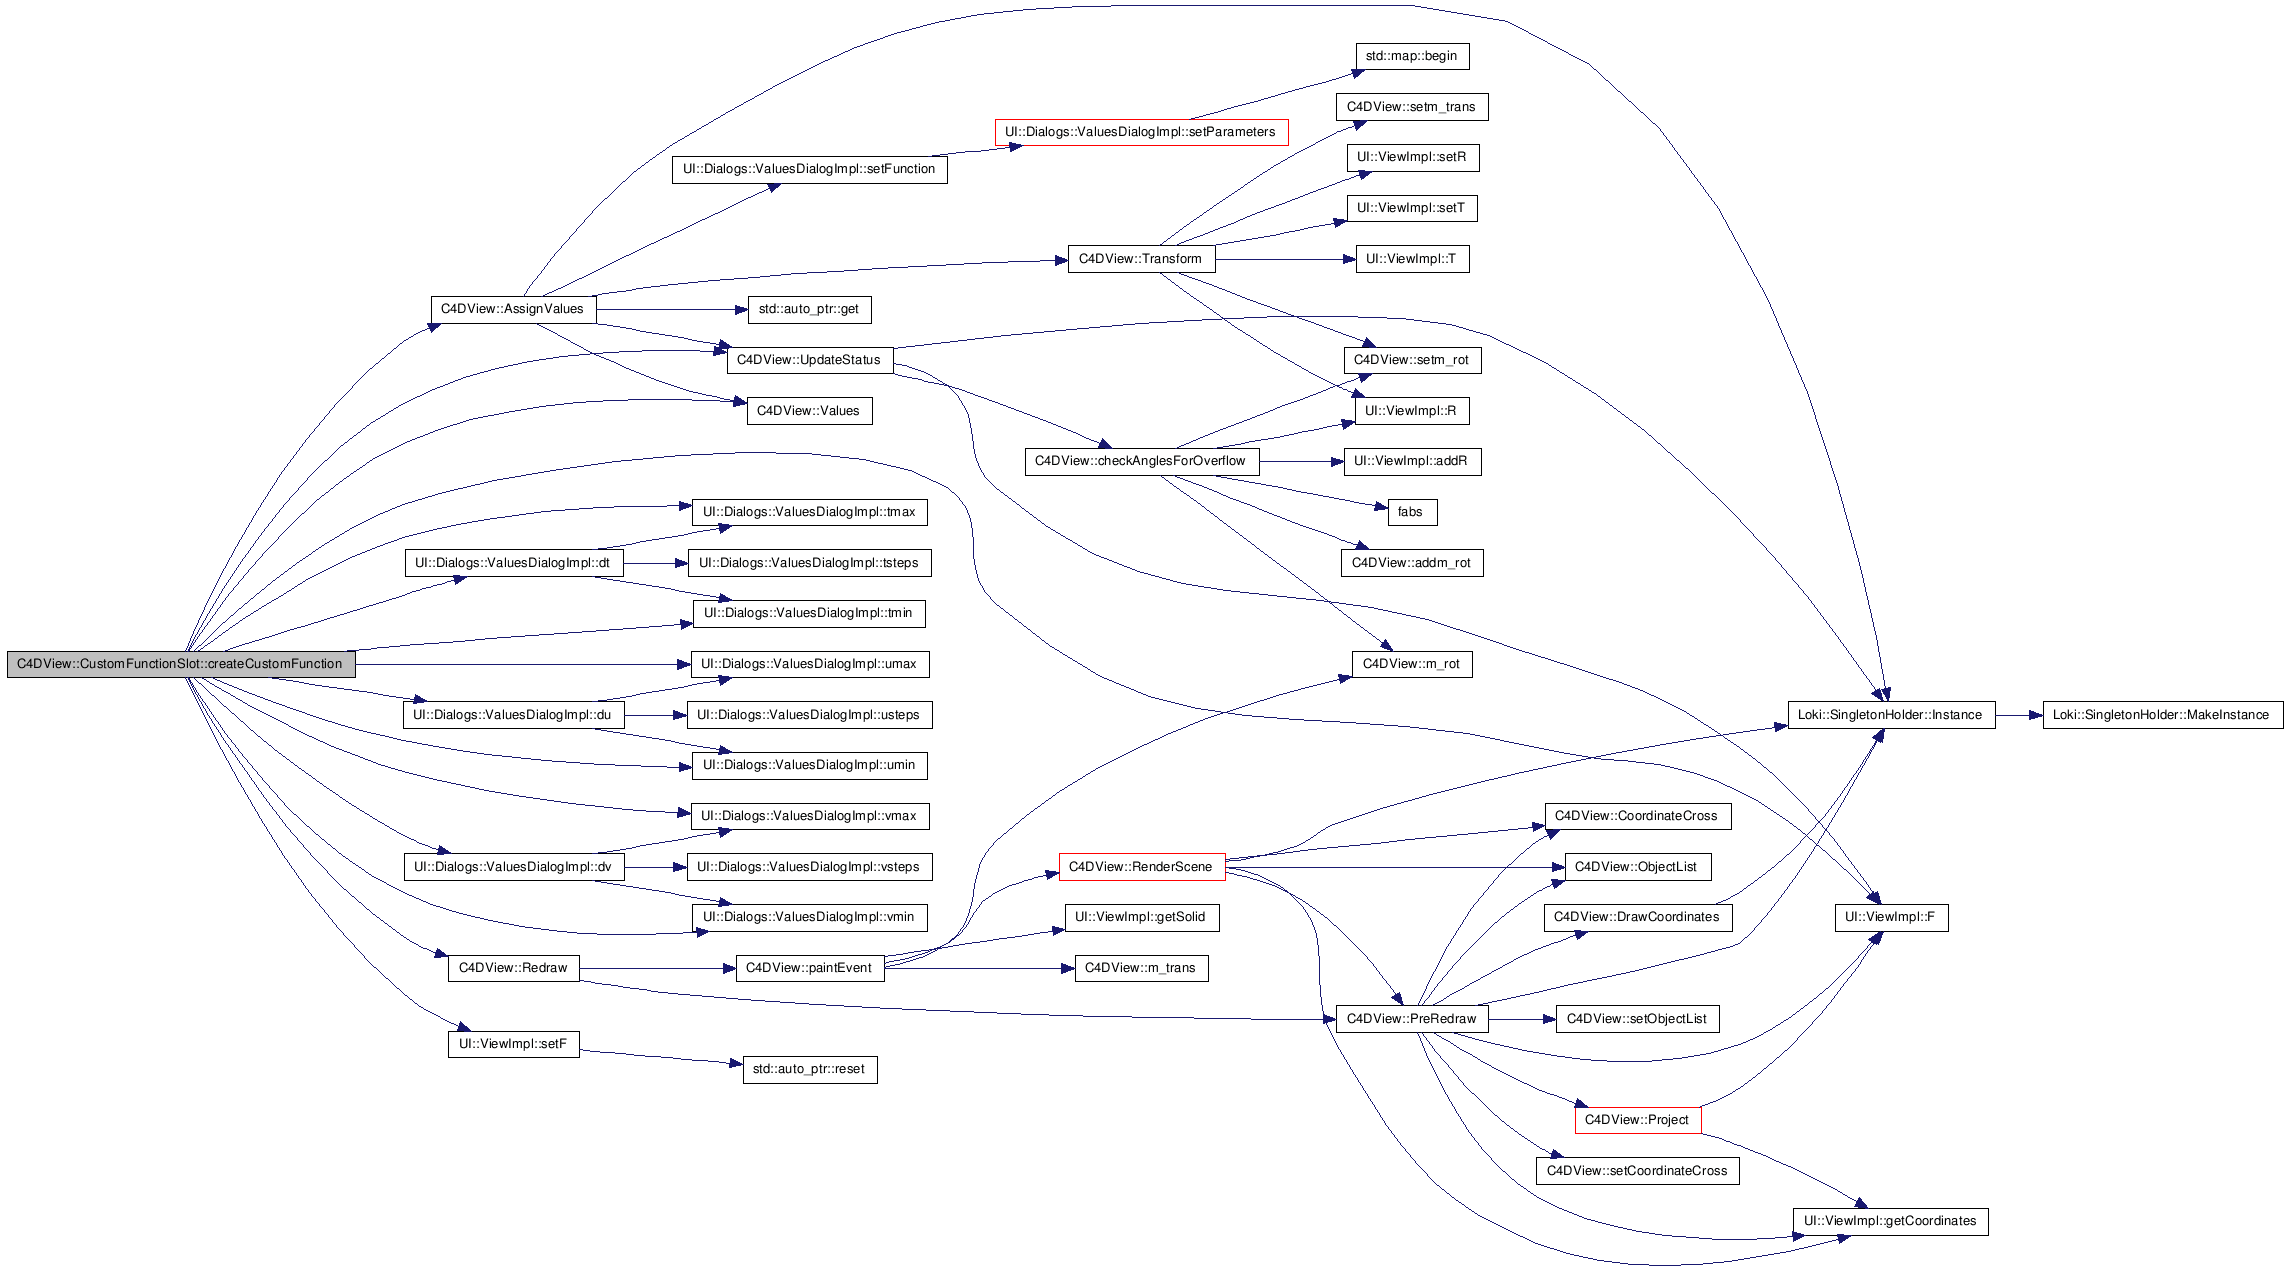 std::map::begin
C4DView::setm_trans
UI::Dialogs::ValuesDialogImpl::setParameters
UI::ViewImpl::setR
UI::Dialogs::ValuesDialogImpl::setFunction
UI::ViewImpl::setT
C4DView::Transform
UI::ViewImpl::T
C4DView::AssignValues
std::auto_ptr::get
C4DView::UpdateStatus
C4DView::setm_rot
C4DView::Values
UI::ViewImpl::R
C4DView::checkAnglesForOverflow
UI::ViewImpl::addR
UI::Dialogs::ValuesDialogImpl::tmax
fabs
UI::Dialogs::ValuesDialogImpl::dt
UI::Dialogs::ValuesDialogImpl::tsteps
C4DView::addm_rot
UI::Dialogs::ValuesDialogImpl::tmin
C4DView::CustomFunctionSlot::createCustomFunction
UI::Dialogs::ValuesDialogImpl::umax
C4DView::m_rot
UI::Dialogs::ValuesDialogImpl::du
UI::Dialogs::ValuesDialogImpl::usteps
Loki::SingletonHolder::Instance
Loki::SingletonHolder::MakeInstance
UI::Dialogs::ValuesDialogImpl::umin
UI::Dialogs::ValuesDialogImpl::vmax
C4DView::CoordinateCross
UI::Dialogs::ValuesDialogImpl::dv
UI::Dialogs::ValuesDialogImpl::vsteps
C4DView::RenderScene
C4DView::ObjectList
UI::Dialogs::ValuesDialogImpl::vmin
UI::ViewImpl::getSolid
C4DView::DrawCoordinates
UI::ViewImpl::F
C4DView::Redraw
C4DView::paintEvent
C4DView::m_trans
C4DView::PreRedraw
C4DView::setObjectList
UI::ViewImpl::setF
std::auto_ptr::reset
C4DView::Project
C4DView::setCoordinateCross
UI::ViewImpl::getCoordinates